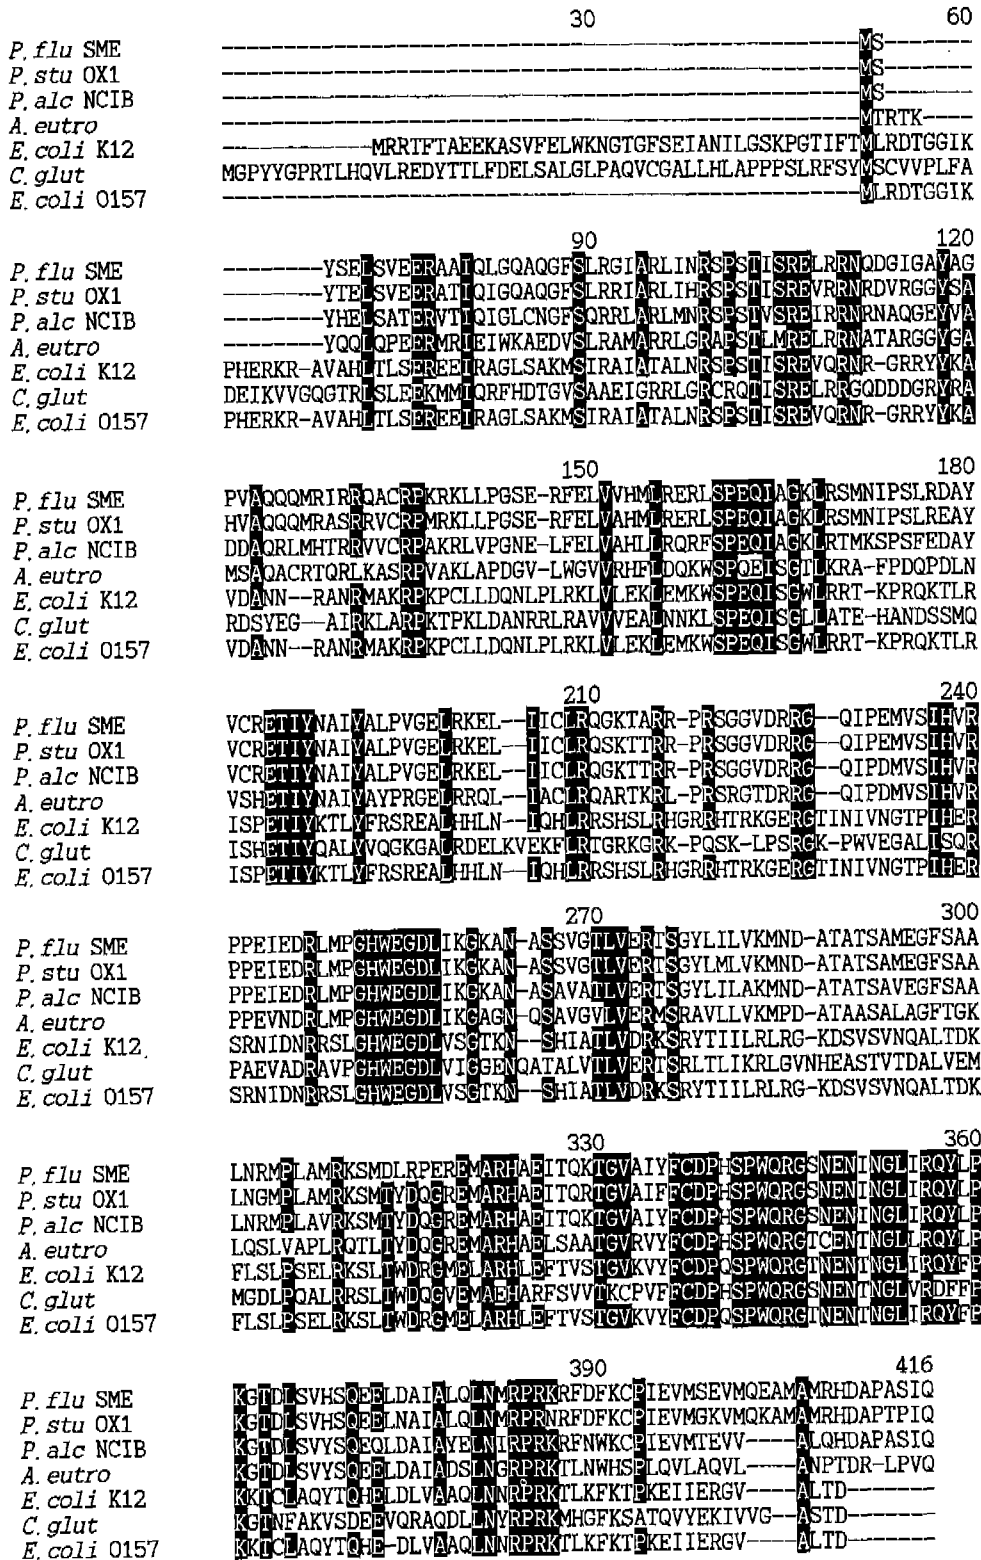 30 60
P. flu SME ----------------------------------------------------MS-------
P. stu OX1 ----------------------------------------------------MS-------
P. alc NCIB ----------------------------------------------------MS-------
A. eutro ----------------------------------------------------MTRTK----
E. coli K12 ------------MRRTFTAEEKASVFELWKNGTGFSEIANILGSKPGTIFTMLRDTGGIK
C. glut MGPYYGPRTLHQVLREDYTTLFDELSALGLPAQVCGALLHLAPPPSLRFSYMSCVVPLFA
E. coli O157 ----------------------------------------------------MLRDTGGIK
90 120
P. flu SME --------YSELSVEERAAIQLGQAQGFSLRGIARLINRSPSTISRELRRNQDGIGAYAG
P. stu OX1 --------YTELSVEERATIQIGQAQGFSLRRIARLIHRSPSTISREVRRNRDVRGGYSA
P. alc NCIB --------YHELSATERVTIQIGLCNGFSQRRLARLMNRSPSTVSREIRRNRNAQGEYVA
A. eutro --------YQQLQPEERMRIEIWKAEDVSLRAMARRLGRAPSTLMRELRRNATARGGYGA
E. coli K12 PHERKR-AVAHLTLSEREEIRAGLSAKMSIRAIATALNRSPSTISREVQRNR-GRRYYKA
C. glut DEIKVVGQGTRLSLEEKMMIQRFHDTGVSAAEIGRRLGRCRQTISRELRRGQDDDGRYRA
E. coli O157 PHERKR-AVAHLTLSEREEIRAGLSAKMSIRAIATALNRSPSTISREVQRNR-GRRYYKA
150 180
P. flu SME PVAQQQMRIRRQACRPKRKLLPGSE-RFELVVHMLRERLSPEQIAGKLRSMNIPSLRDAY
P. stu OX1 HVAQQQMRASRRVCRPMRKLLPGSE-RFELVAHMLRERLSPEQIAGKLRSMNIPSLREAY
P. alc NCIB DDAQRLMHTRRVVCRPAKRLVPGNE-LFELVAHLLRQRFSPEQIAGKLRTMKSPSFEDAY
A. eutro MSAQACRTQRLKASRPVAKLAPDGV-LWGVVRHFLDQKWSPQEISGTLKRA-FPDQPDLN
E. coli K12 VDANN--RANRMAKRPKPCLLDQNLPLRKLVLEKLEMKWSPEQISGWLRRT-KPRQKTLR
C. glut RDSYEG--AIRKLARPKTPKLDANRRLRAVVVEALNNKLSPEQISGLLATE-HANDSSMQ
E. coli O157 VDANN--RANRMAKRPKPCLLDQNLPLRKLVLEKLEMKWSPEQISGWLRRT-KPRQKTLR
210 240
P. flu SME VCRETIYNAIYALPVGELRKEL--IICLRQGKTARR-PRSGGVDRRG--QIPEMVSIHVR
P. stu OX1 VCRETIYNAIYALPVGELRKEL--IICLRQSKTTRR-PRSGGVDRRG--QIPEMVSIHVR
P. alc NCIB VCRETIYNAIYALPVGELRKEL--IICLRQGKTTRR-PRSGGVDRRG--QIPDMVSIHVR
A. eutro VSHETIYNAIYAYPRGELRRQL--IACLRQARTKRL-PRSRGTDRRG--QIPDMVSIHVR
E. coli K12 ISPETIYKTLYFRSREALHHLN--IQHLRRSHSLRHGRRHTRKGERGTINIVNGTPIHER
C. glut ISHETIYQALYVQGKGALRDELKVEKFLRTGRKGRK-PQSK-LPSRGK-PWVEGALISQR
E. coli O157 ISPETIYKTLYFRSREALHHLN--IQHLRRSHSLRHGRRHTRKGERGTINIVNGTPIHER
270 300
P. flu SME PPEIEDRLMPGHWEGDLIKGKAN-ASSVGTLVERTSGYLILVKMND-ATATSAMEGFSAA
P. stu OX1 PPEIEDRLMPGHWEGDLIKGKAN-ASSVGTLVERTSGYLMLVKMND-ATATSAMEGFSAA
P. alc NCIB PPEIEDRLMPGHWEGDLIKGKAN-ASAVATLVERTSGYLILAKMND-ATATSAVEGFSAA
A. eutro PPEVNDRLMPGHWEGDLIKGAGN-QSAVGVLVERMSRAVLLVKMPD-ATAASALAGFTGK
E. coli K12 SRNIDNRRSLGHWEGDLVSGTKN--SHIATLVDRKSRYTIILRLRG-KDSVSVNQALTDK
C. glut PAEVADRAVPGHWEGDLVIGGENQATALVTLVERTSRLTLIKRLGVNHEASTVTDALVEM
E. coli O157 SRNIDNRRSLGHWEGDLVSGTKN--SHIATLVDRKSRYTIILRLRG-KDSVSVNQALTDK
330 360
P. flu SME LNRMPLAMRKSMDLRPEREMARHAEITQKTGVAIYFCDPHSPWQRGSNENINGLIRQYLP
P. stu OX1 LNGMPLAMRKSMTYDQGREMARHAEITQRTGVAIFFCDPHSPWQRGSNENINGLIRQYLP
P. alc NCIB LNRMPLAVRKSMTYDQGREMARHAEITQKTGVAIYFCDPHSPWQRGSNENINGLIRQYLP
A. eutro LQSLVAPLRQTLTYDQGREMARHAELSAATGVRVYFCDPHSPWQRGTCENTNGLLRQYLP
E. coli K12 FLSLPSELRKSLTWDRGMELARHLEFTVSTGVKVYFCDPQSPWQRGTNENTNGLIRQYFP
C. glut MGDLPQALRRSLTWDQGVEMAEHARFSVVTKCPVFFCDPHSPWQRGSNENTNGLVRDFFP
E. coli O157 FLSLPSELRKSLTWDRGMELARHLEFTVSTGVKVYFCDPQSPWQRGTNENTNGLIRQYFP
390 416
P. flu SME KGTDLSVHSQEELDAIALQLNMRPRKRFDFKCPIEVMSEVMQEAMAMRHDAPASIQ
P. stu OX1 KGTDLSVHSQEELNAIALQLNMRPRNRFDFKCPIEVMGKVMQKAMAMRHDAPTPIQ
P. alc NCIB KGTDLSVYSQEQLDAIAYELNIRPRKRFNWKCPIEVMTEVV----ALQHDAPASIQ
A. eutro KGTDLSVYSQEELDAIADSLNGRPRKTLNWHSPLQVLAQVL----ANPTDR-LPVQ
E. coli K12 KKTCLAQYTQHELDLVAAQLNNRPRKTLKFKTPKEIIERGV----ALTD-------
C. glut KGTNFAKVSDEEVQRAQDLLNYRPRKMHGFKSATQVYEKIVVG--ASTD-------
E. coli O157 KKTCLAQYTQHE-DLVAAQLNNRPRKTLKFKTPKEIIERGV----ALTD-------